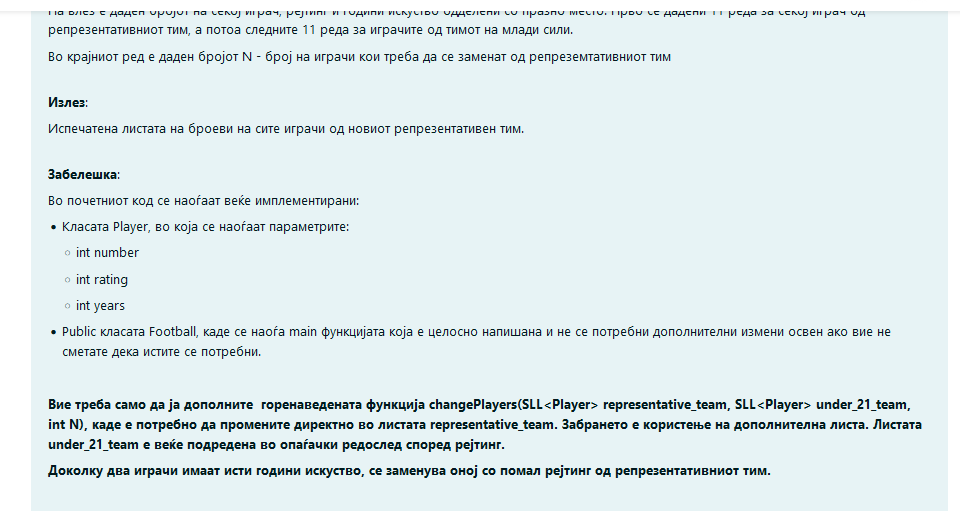 На влез е даден бројот на секој играч, рејтинг и години искуство одделени со празно место. Прво се дадени 11 реда за секој играч од
репрезентативниот тим, а потоа следните 11 реда за играчите од тимот на млади сили.
Во крајниот ред е даден бројот N - број на играчи кои треба да се заменат од репреземтативниот тим
Излез:
Испечатена листата на броеви на сите играчи од новиот репрезентативен тим.
Забелешка:
Во почетниот код се наоѓаат веќе имплементирани:
• Класата Player, во која се наоѓаат параметрите:
○ int number
○ int rating
○ int years
• Public класата Football, каде се наоѓа main функцијата која е целосно напишана и не се потребни дополнителни измени освен ако вие не
сметате дека истите се потребни.
Вие треба само да ја дополните  горенаведената функција changePlayers(SLL<Player> representative_team, SLL<Player> under_21_team,
int N), каде е потребно да промените директно во листата representative_team. Забрането е користење на дополнителна листа. Листата
under_21_team е веќе подредена во опаѓачки редослед според рејтинг.
Доколку два играчи имаат исти години искуство, се заменува оној со помал рејтинг од репрезентативниот тим.